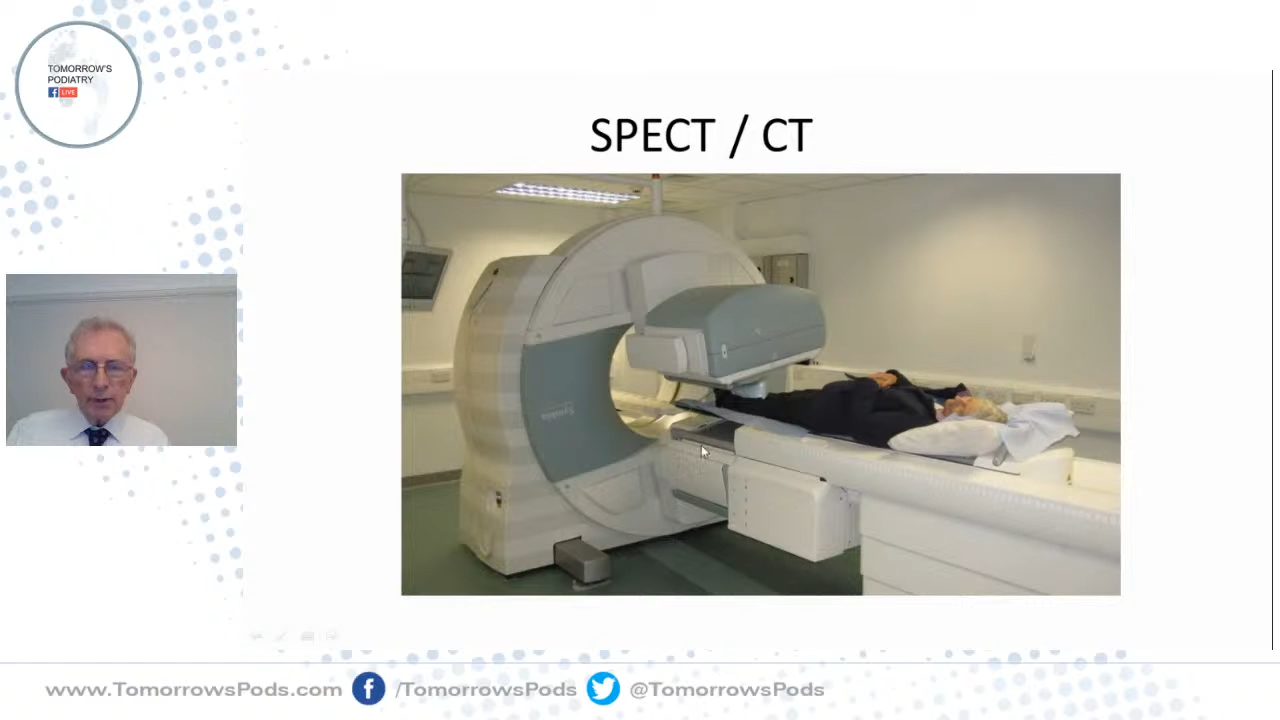 TOMORROW'S
PODIATRY
f LIVE
SPECT / CT
www.TomorrowsPods.com f /TomorrowsPods @TomorrowsPods